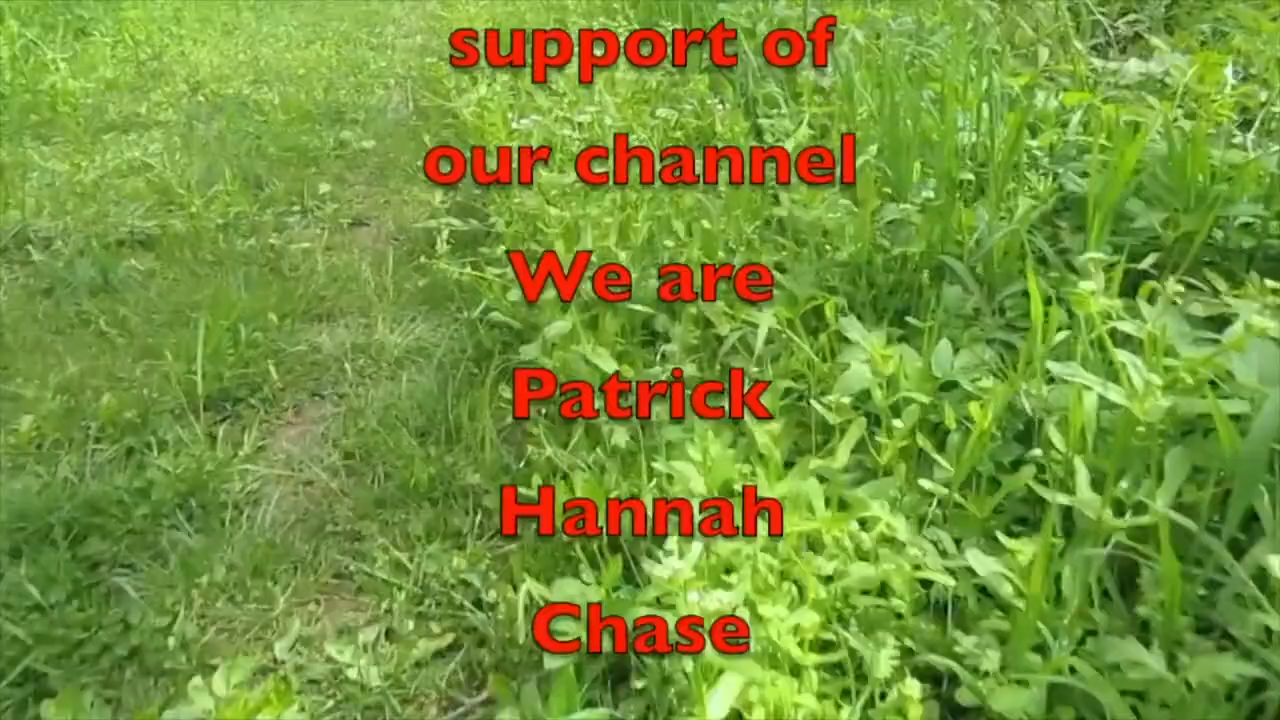 support of
our channel
We are
Patrick
Hannah
Chase